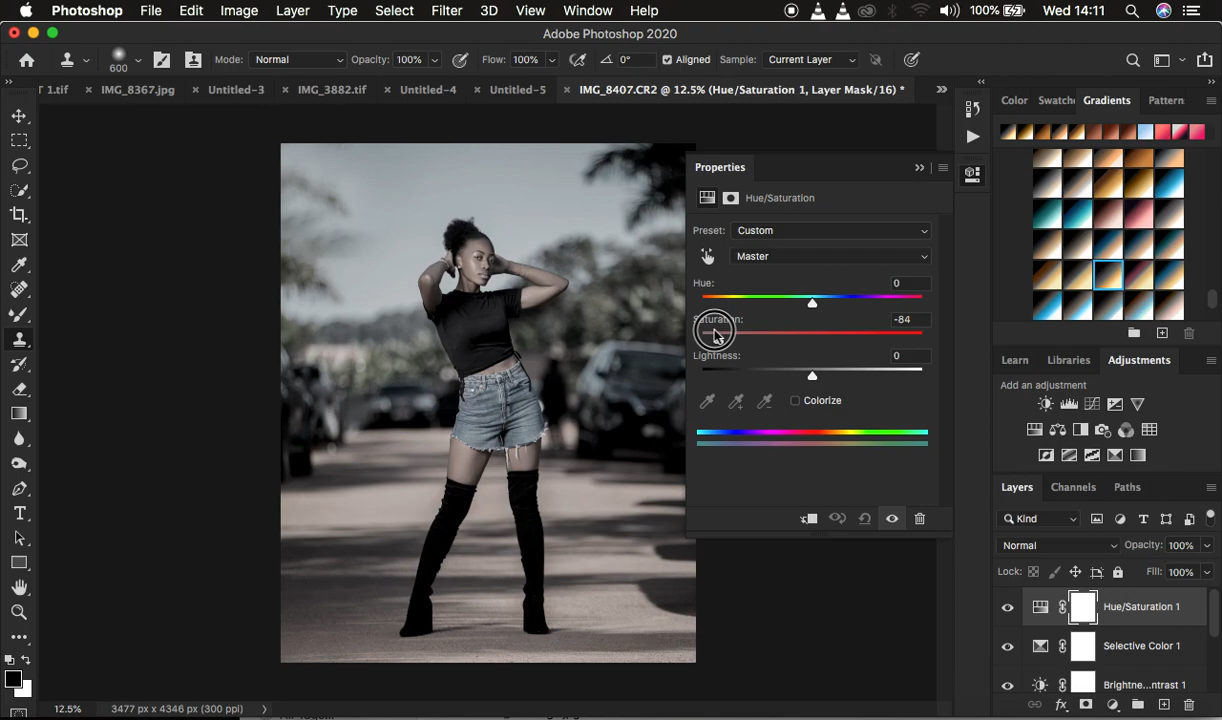 Photoshop File Edit Image Layer Type Select Filter 3D View Window Help 100% Wed 14:11
Adobe Photoshop 2020
600 Mode: Normal Opacity: 100% Flow: 100% 0° Aligned Sample: Current Layer
T 1.tif × IMG_8367.jpg × Untitled-3 × IMG_3882.tif × Untitled-4 × Untitled-5 × IMG_8407.CR2 @ 12.5% (Hue/Saturation 1, Layer Mask/16) *
Color Swatche Gradients Pattern
Properties
Hue/Saturation
Preset: Custom
Master
Hue: 0
Saturation: -84
Lightness: 0
Colorize
Learn Libraries Adjustments
Add an adjustment
Layers Channels Paths
Kind
Normal Opacity: 100%
Lock: Fill: 100%
Hue/Saturation 1
Selective Color 1
Brightne...ntrast 1
12.5% 3477 px x 4346 px (300 ppi)